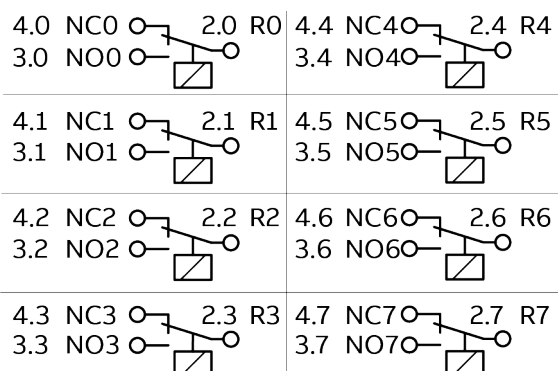 4.0 NC0 2.0 R0
3.0 NO0
4.4 NC4 2.4 R4
3.4 NO4
4.1 NC1 2.1 R1
3.1 NO1
4.5 NC5 2.5 R5
3.5 NO5
4.2 NC2 2.2 R2
3.2 NO2
4.6 NC6 2.6 R6
3.6 NO6
4.3 NC3 2.3 R3
3.3 NO3
4.7 NC7 2.7 R7
3.7 NO7